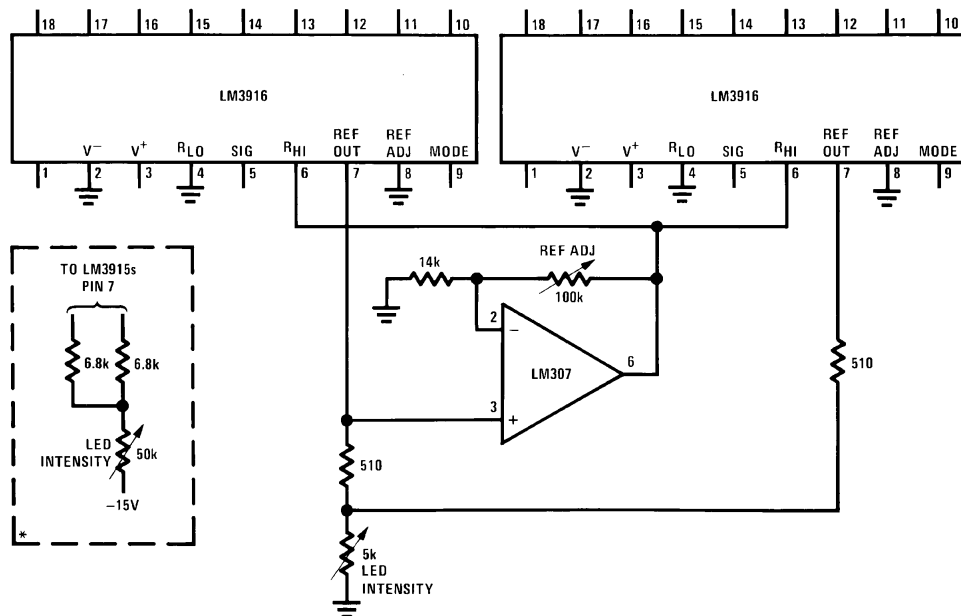 18 17 16 15 14 13 12 11 10
18 17 16 15 14 13 12 11 10
LM3916
LM3916
V− V+ RLO SIG RHI REF OUT REF ADJ MODE
V− V+ RLO SIG RHI REF OUT REF ADJ MODE
1 2 3 4 5 6 7 8 9
1 2 3 4 5 6 7 8 9
TO LM3915s
PIN 7
6.8k
6.8k
LED
INTENSITY
50k
−15V
*
14k
REF ADJ
100k
2
−
LM307
6
3
+
510
510
5k
LED
INTENSITY